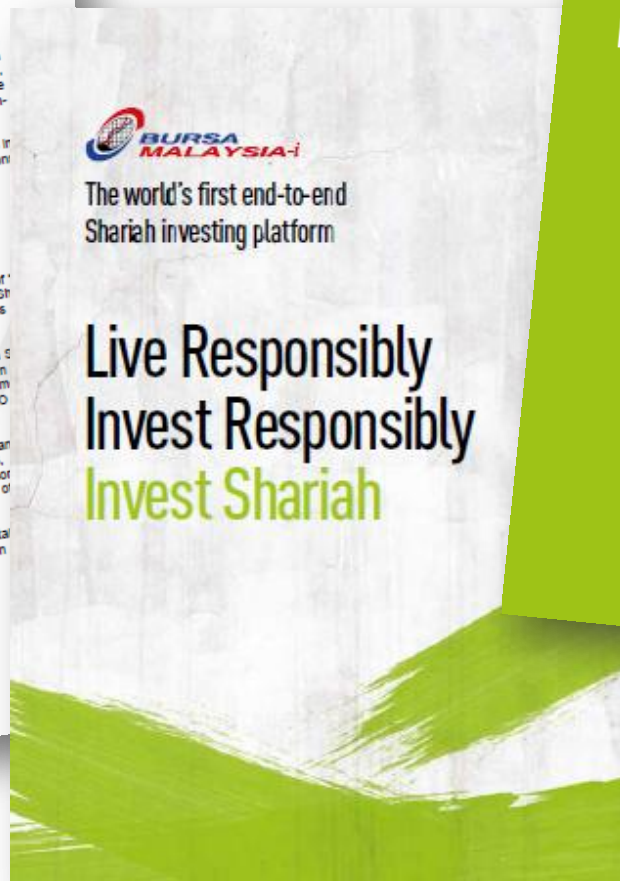 BURSA
MALAYSIA-i
The world's first end-to-end
Shariah investing platform
Live Responsibly
Invest Responsibly
Invest Shariah